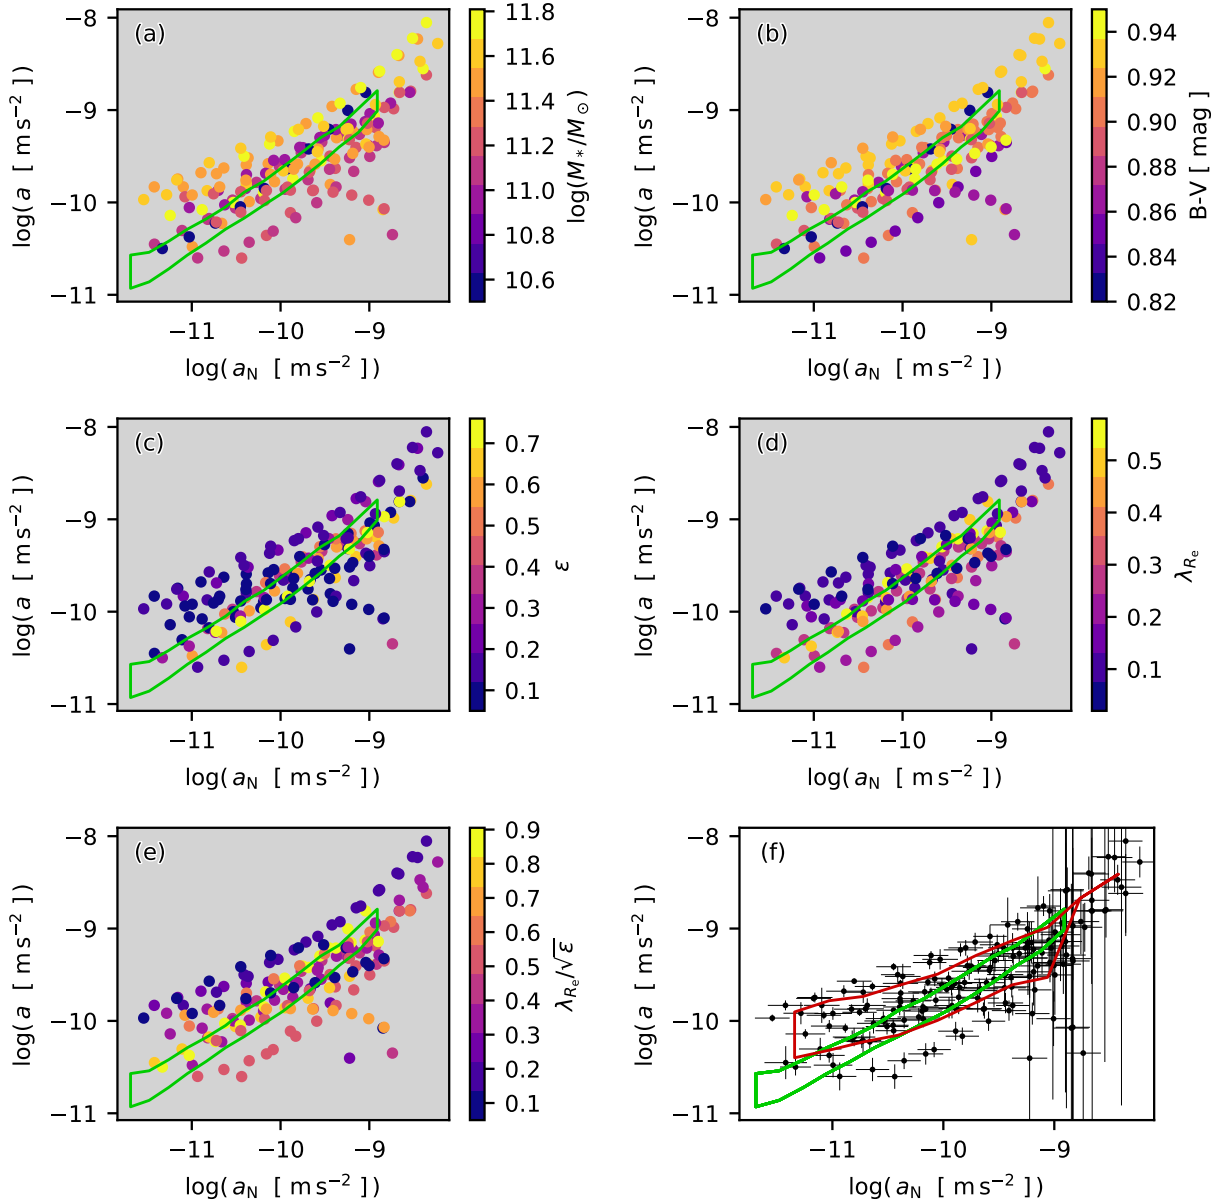 (a)
−8
−9
−10
−11
log( a [ m s⁻² ])
−11 −10 −9
log( a_N [ m s⁻² ])
11.8
11.6
11.4
11.2
11.0
10.8
10.6
log(M_*/M_⊙)
(b)
−8
−9
−10
−11
log( a [ m s⁻² ])
−11 −10 −9
log( a_N [ m s⁻² ])
0.94
0.92
0.90
0.88
0.86
0.84
0.82
B-V [ mag ]
(c)
−8
−9
−10
−11
log( a [ m s⁻² ])
−11 −10 −9
log( a_N [ m s⁻² ])
0.7
0.6
0.5
0.4
0.3
0.2
0.1
ε
(d)
−8
−9
−10
−11
log( a [ m s⁻² ])
−11 −10 −9
log( a_N [ m s⁻² ])
0.5
0.4
0.3
0.2
0.1
λ_{R_e}
(e)
−8
−9
−10
−11
log( a [ m s⁻² ])
−11 −10 −9
log( a_N [ m s⁻² ])
0.9
0.8
0.7
0.6
0.5
0.4
0.3
0.2
0.1
λ_{R_e}/√ε
(f)
−8
−9
−10
−11
log( a [ m s⁻² ])
−11 −10 −9
log( a_N [ m s⁻² ])